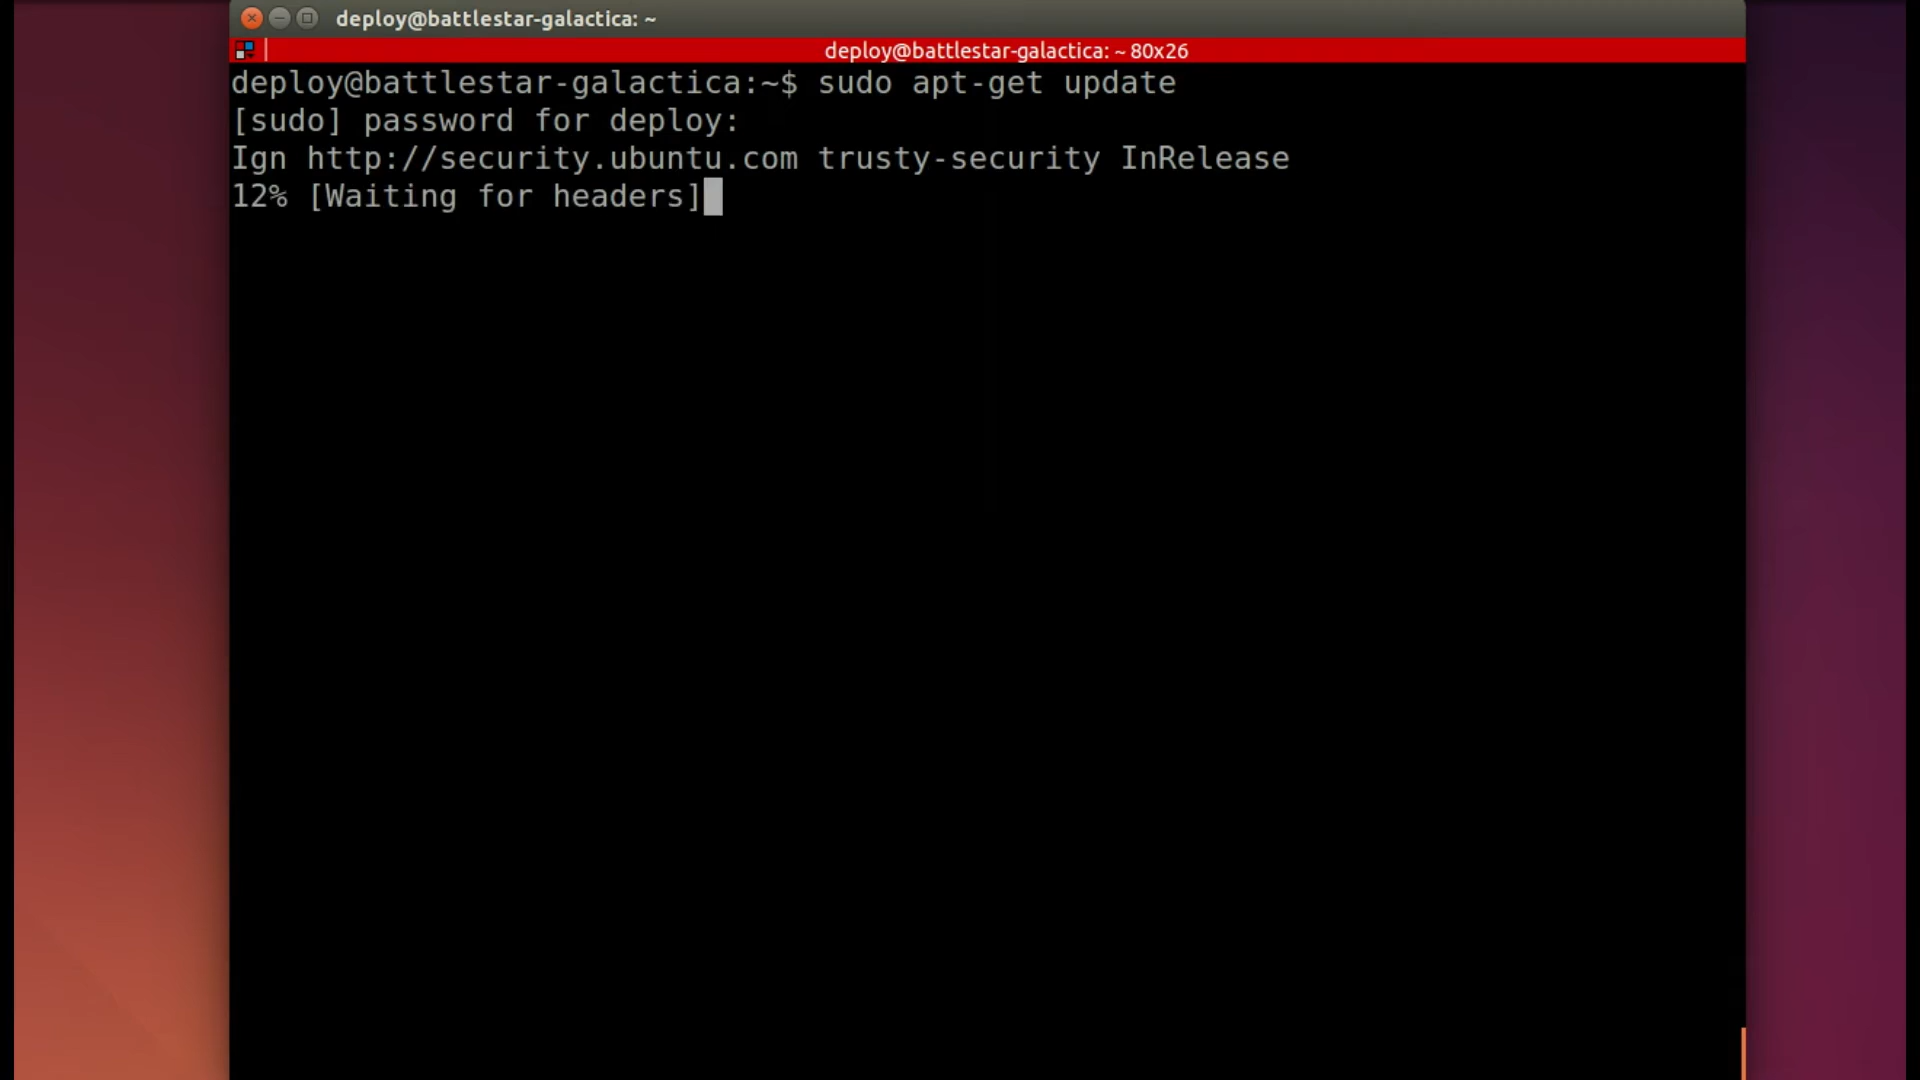 deploy@battlestar-galactica: ~
deploy@battlestar-galactica: ~ 80x26
deploy@battlestar-galactica:~$ sudo apt-get update
[sudo] password for deploy:
Ign http://security.ubuntu.com trusty-security InRelease
12% [Waiting for headers]